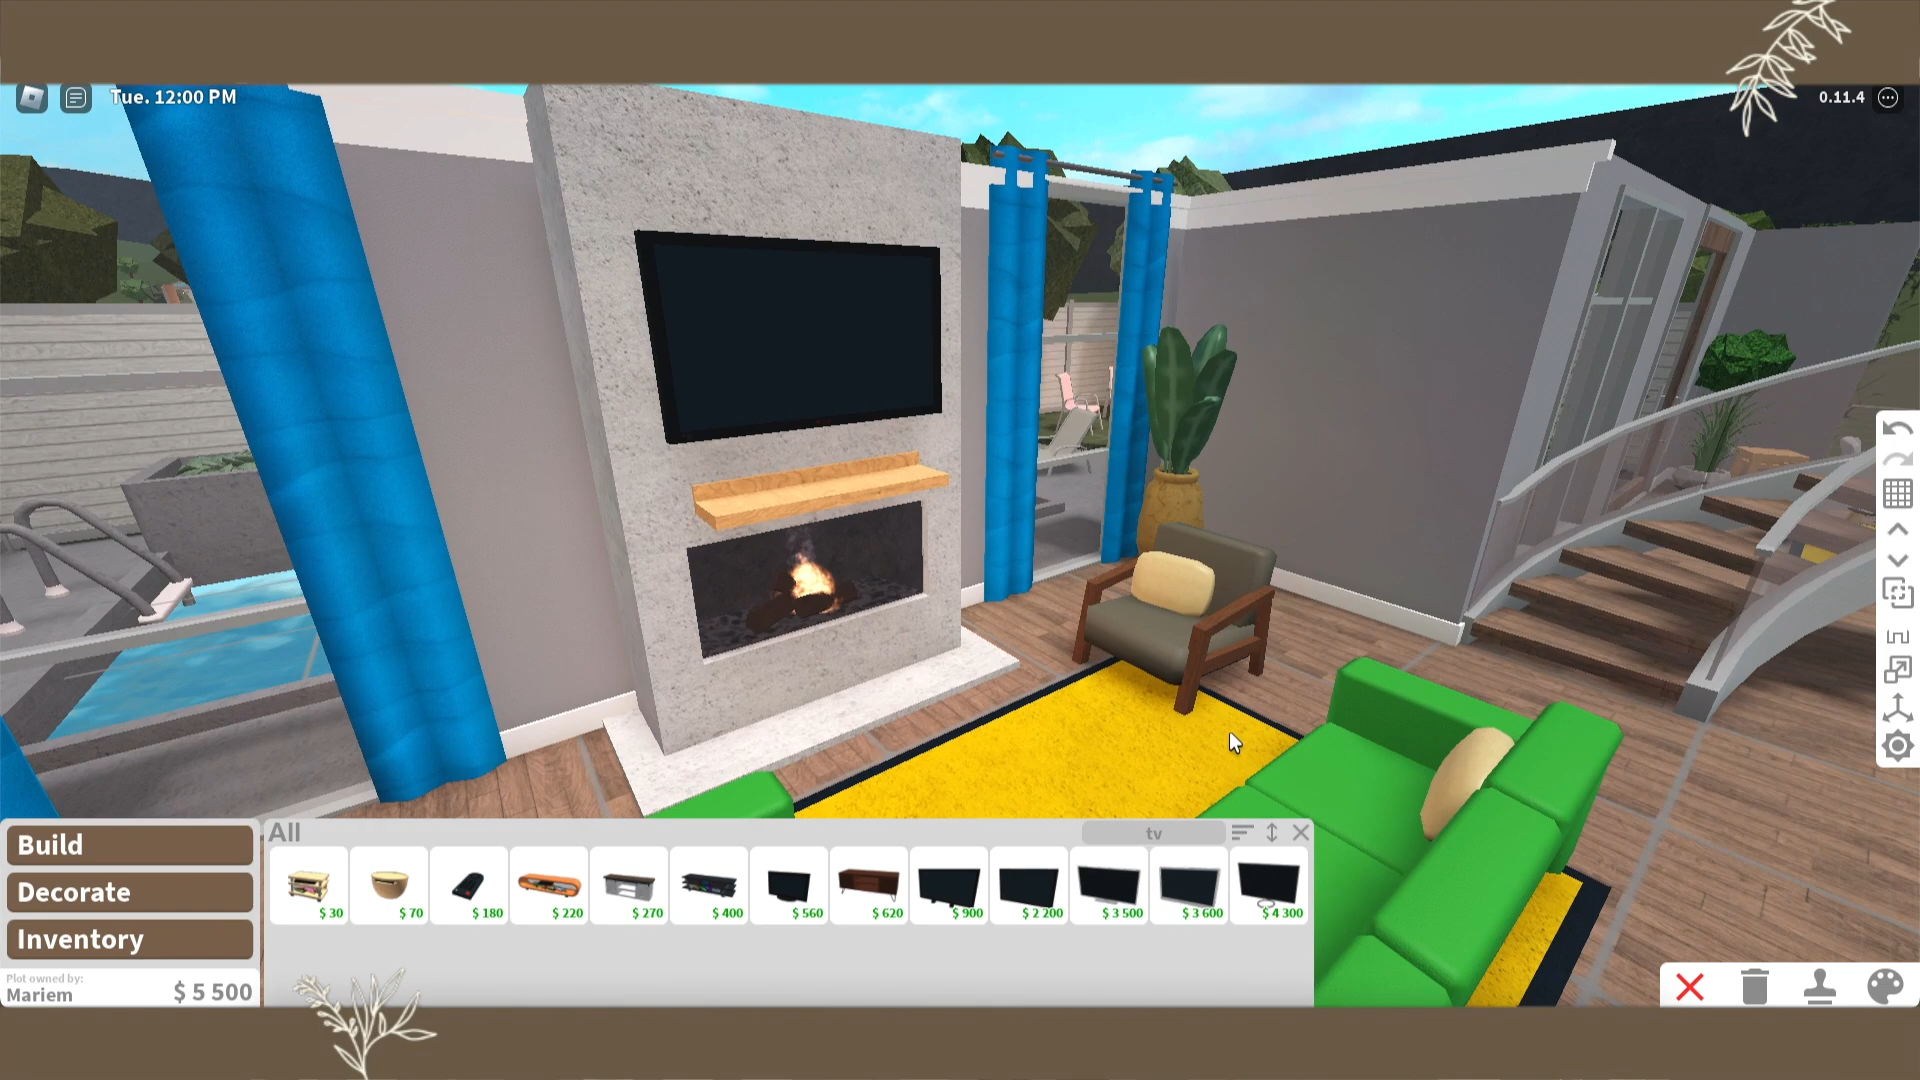 Tue. 12:00 PM
0.11.4
Build
Decorate
Inventory
Plot owned by:
Mariem
$ 5 500
All
tv
$ 30
$ 70
$ 180
$ 220
$ 270
$ 400
$ 560
$ 620
$ 900
$ 2 200
$ 3 500
$ 3 600
$ 4 300